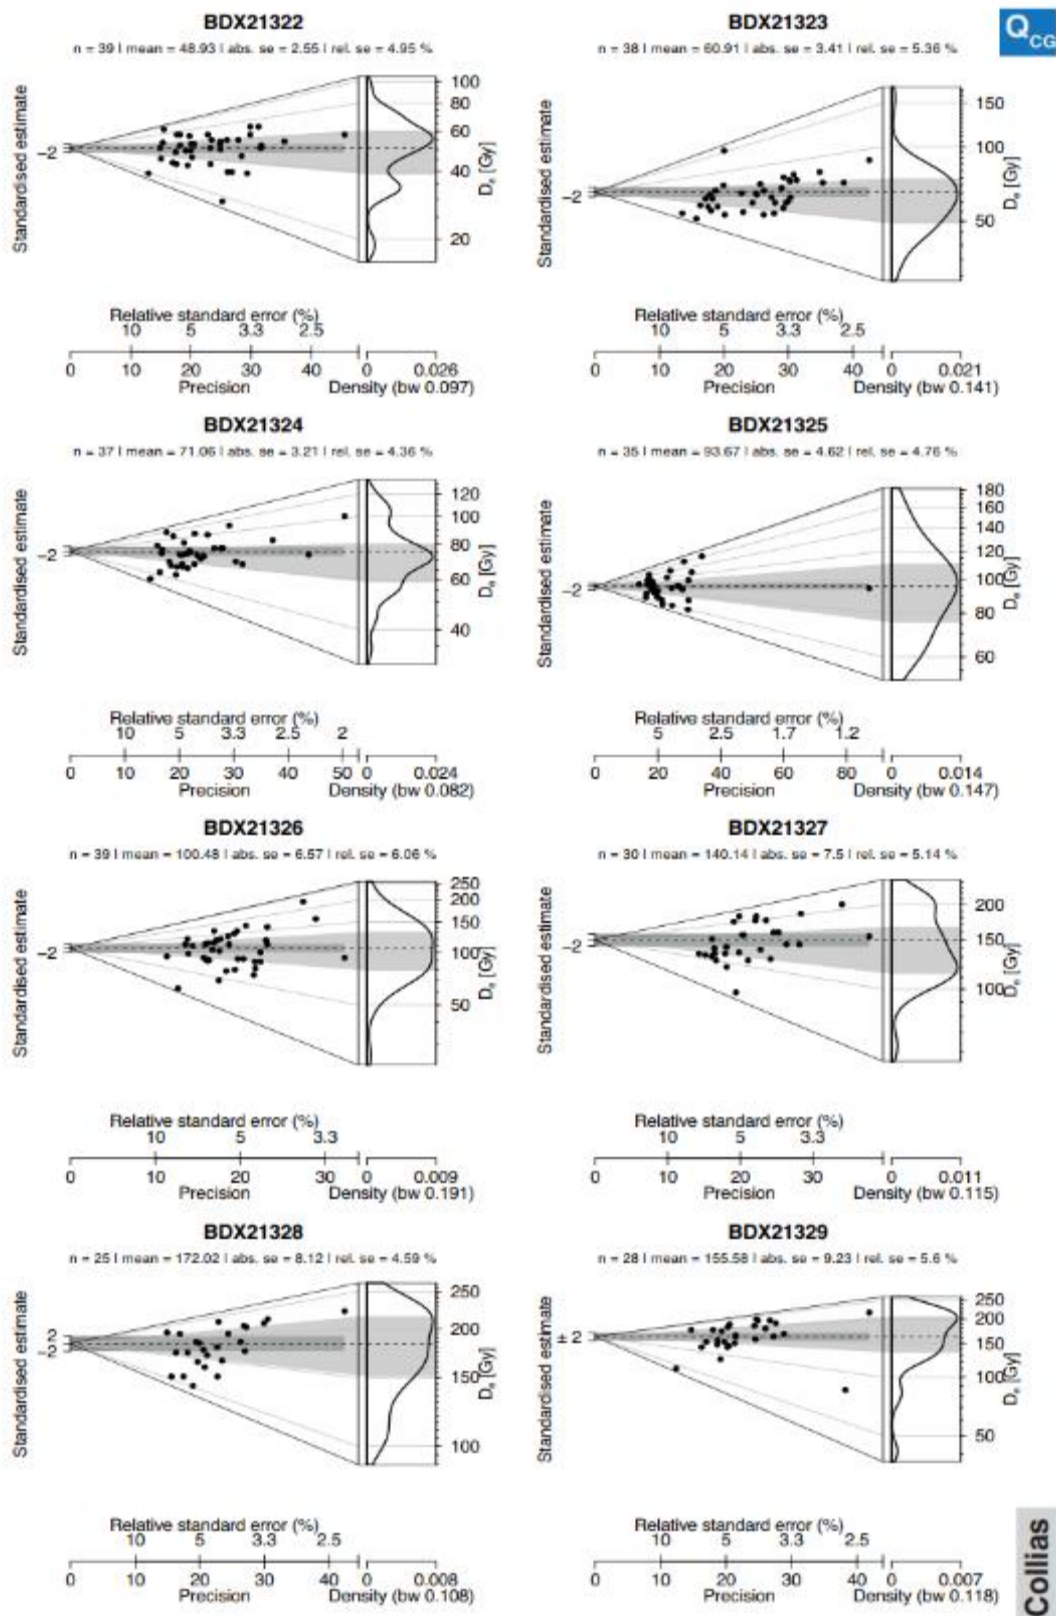 BDX21322
n = 39 | mean = 48.93 | abs. se = 2.55 | rel. se = 4.95 %
Standardised estimate
-2
100
80
60
40
20
Dₑ [Gy]
Relative standard error (%)
10 5 3.3 2.5
0 10 20 30 40 0 0.026
Precision Density (bw 0.097)
BDX21323
n = 38 | mean = 60.91 | abs. se = 3.41 | rel. se = 5.36 %
QCG
Standardised estimate
-2
150
100
50
Dₑ [Gy]
Relative standard error (%)
10 5 3.3 2.5
0 10 20 30 40 0 0.021
Precision Density (bw 0.141)
BDX21324
n = 37 | mean = 71.06 | abs. se = 3.21 | rel. se = 4.36 %
Standardised estimate
-2
120
100
80
60
40
Dₑ [Gy]
Relative standard error (%)
10 5 3.3 2.5 2
0 10 20 30 40 50 0 0.024
Precision Density (bw 0.082)
BDX21325
n = 35 | mean = 93.67 | abs. se = 4.62 | rel. se = 4.76 %
Standardised estimate
-2
180
160
140
120
100
80
60
Dₑ [Gy]
Relative standard error (%)
5 2.5 1.7 1.2
0 20 40 60 80 0 0.014
Precision Density (bw 0.147)
BDX21326
n = 39 | mean = 100.48 | abs. se = 6.57 | rel. se = 6.06 %
Standardised estimate
-2
250
200
150
100
50
Dₑ [Gy]
Relative standard error (%)
10 5 3.3
0 10 20 30 0 0.009
Precision Density (bw 0.191)
BDX21327
n = 30 | mean = 140.14 | abs. se = 7.5 | rel. se = 5.14 %
Standardised estimate
-2
200
150
100
Dₑ [Gy]
Relative standard error (%)
10 5 3.3
0 10 20 30 0 0.011
Precision Density (bw 0.115)
BDX21328
n = 25 | mean = 172.02 | abs. se = 8.12 | rel. se = 4.59 %
Standardised estimate
250
200
150
100
Dₑ [Gy]
Relative standard error (%)
10 5 3.3 2.5
0 10 20 30 40 0 0.008
Precision Density (bw 0.108)
BDX21329
n = 28 | mean = 155.58 | abs. se = 9.23 | rel. se = 5.6 %
Standardised estimate
± 2
250
200
150
100
50
Dₑ [Gy]
Relative standard error (%)
10 5 3.3 2.5
0 10 20 30 40 0 0.007
Precision Density (bw 0.118)
Collias